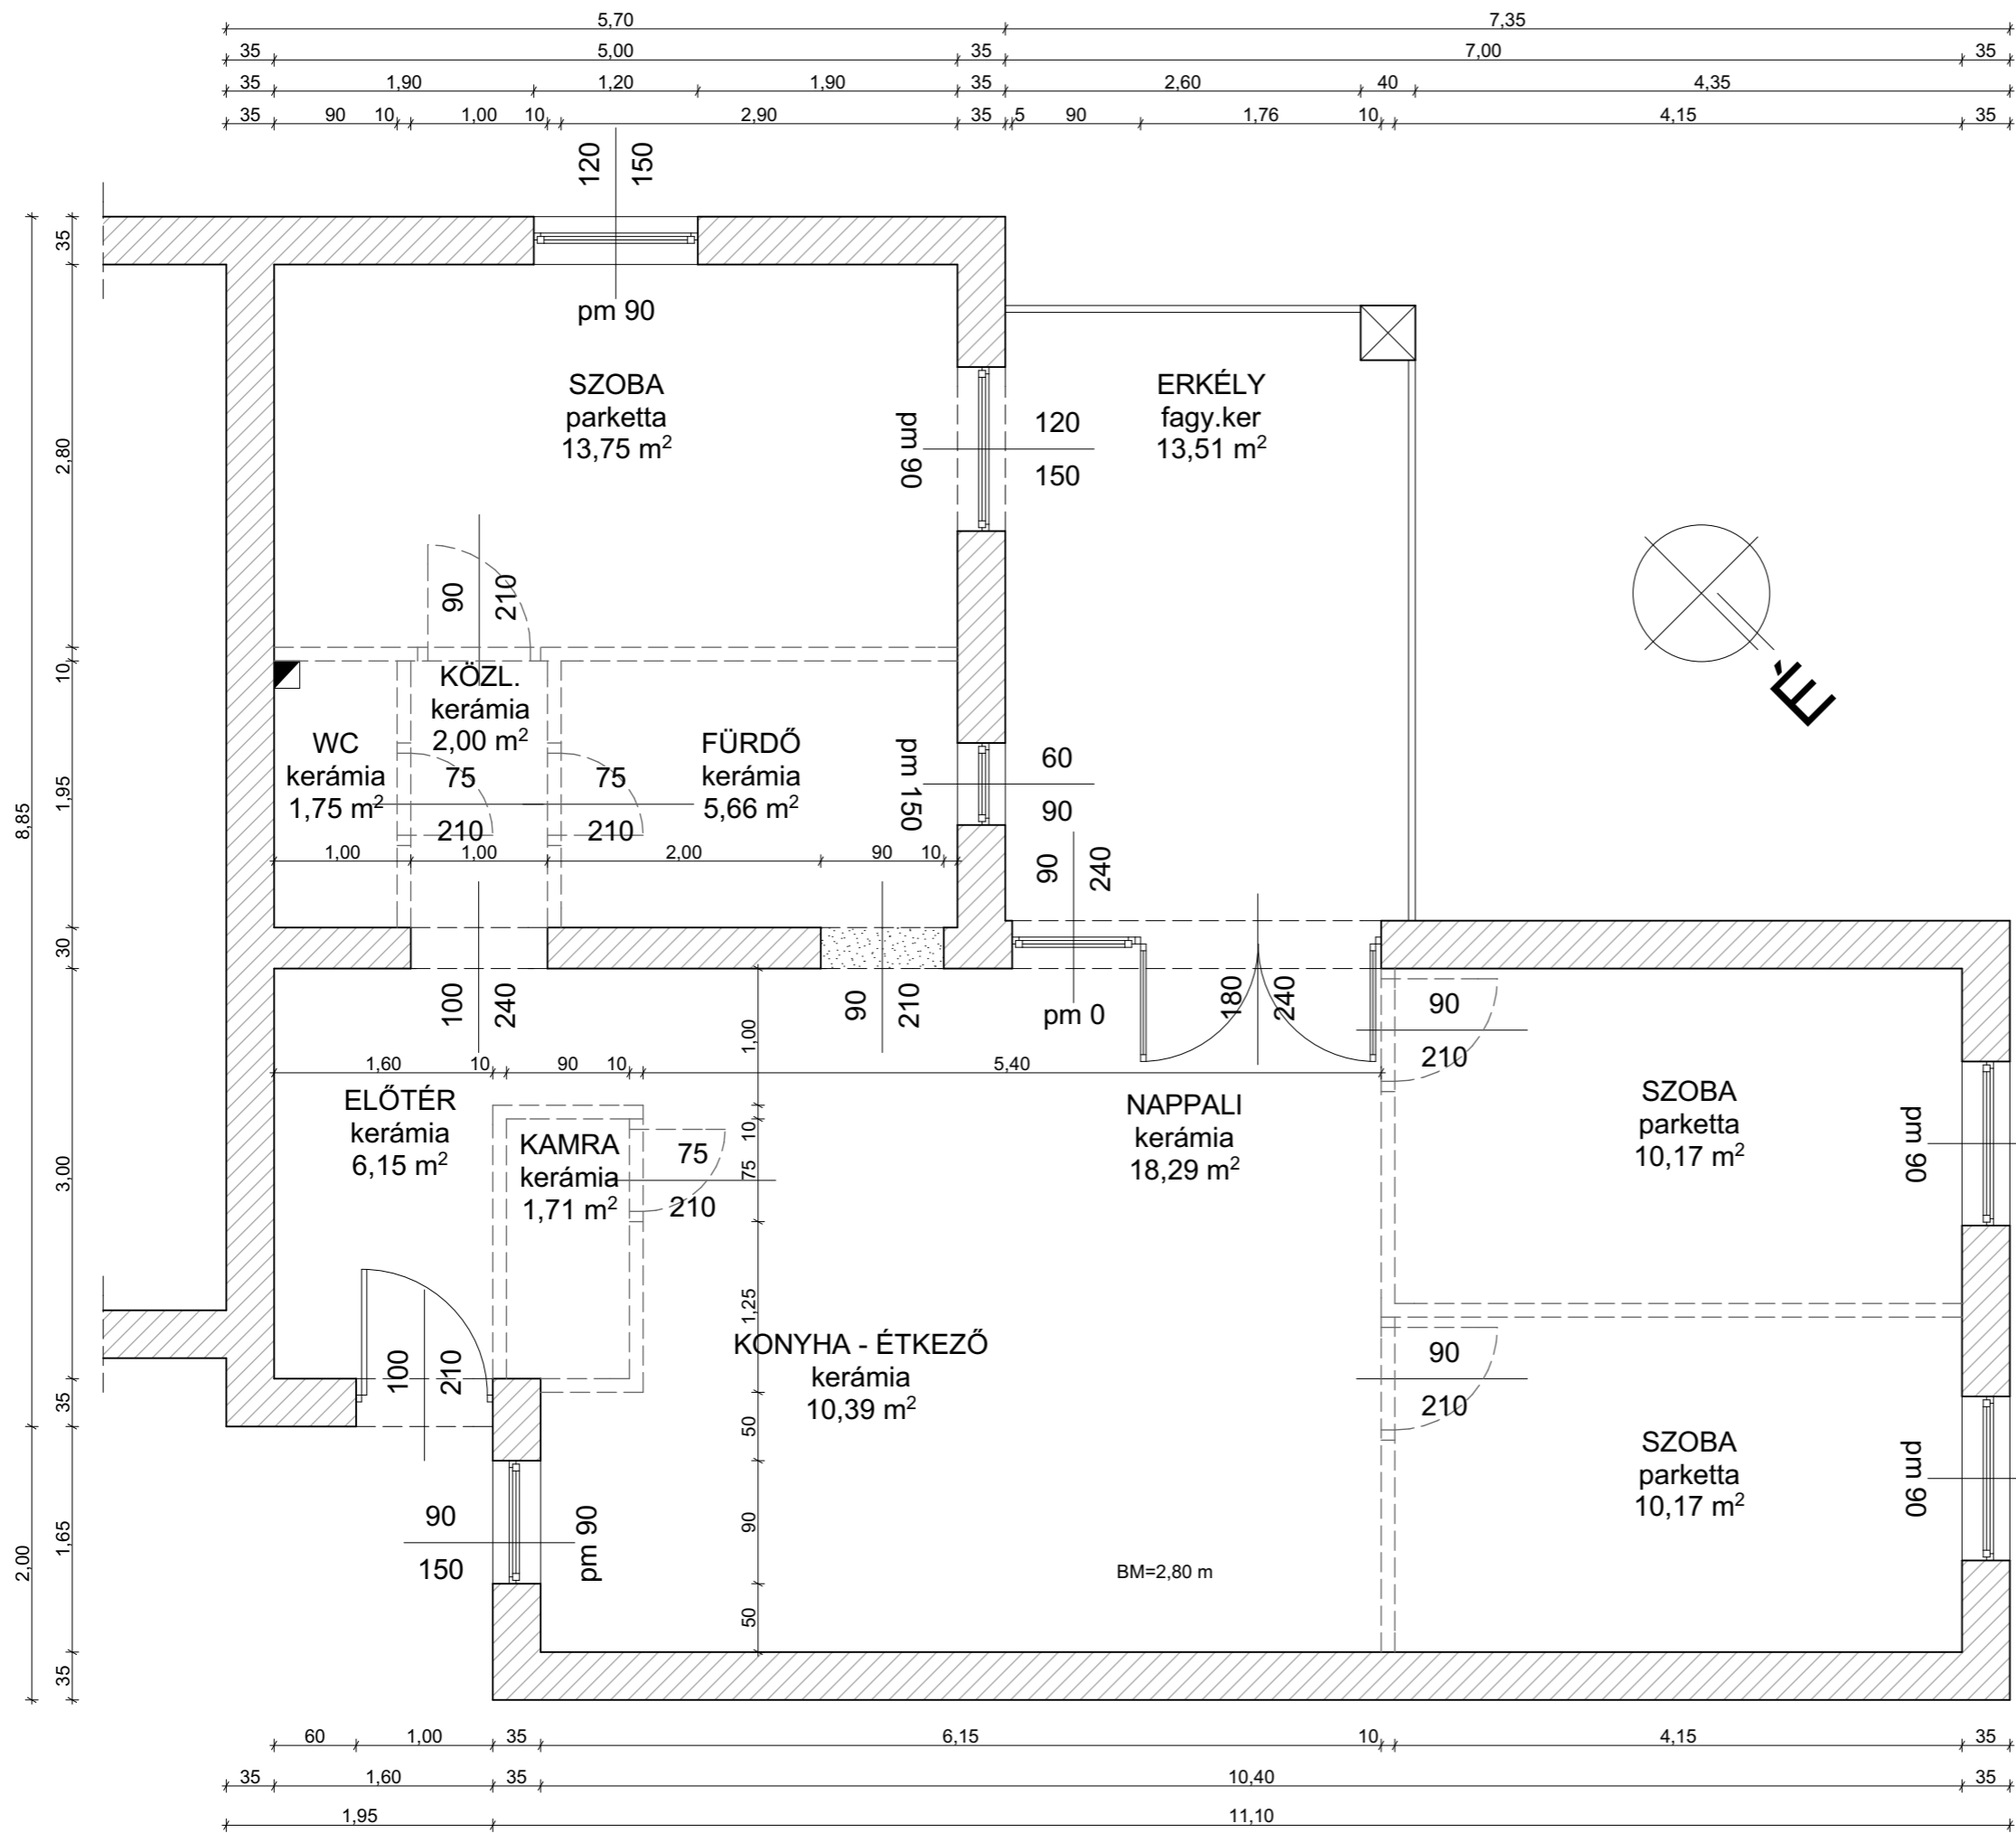 5,70 7,35
35 5,00 35 7,00 35
35 1,90 1,20 1,90 35 2,60 40 4,35
35 90 10 1,00 10 2,90 35 5 90 1,76 10 4,15 35
120 150
pm 90
SZOBA
parketta
13,75 m²
pm 90
120
150
ERKÉLY
fagy.ker
13,51 m²
90 210
É
KÖZL.
kerámia
2,00 m²
WC
kerámia
1,75 m²
75
210
75
210
FÜRDŐ
kerámia
5,66 m²
pm 150
60
90
1,00 1,00 2,00 90 10
90 240
100 240
90 210
pm 0
180 240
90
210
1,60 10 90 10 5,40
ELŐTÉR
kerámia
6,15 m²
KAMRA
kerámia
1,71 m²
75
210
NAPPALI
kerámia
18,29 m²
SZOBA
parketta
10,17 m²
pm 90
100 210
KONYHA - ÉTKEZŐ
kerámia
10,39 m²
90
210
SZOBA
parketta
10,17 m²
pm 90
90
150
pm 90
BM=2,80 m
1,00
10
75
1,25
50
90
50
35
2,80
10
1,95
30
3,00
35
1,65
35
8,85
2,00
60 1,00 35 6,15 10 4,15 35
35 1,60 35 10,40 35
1,95 11,10